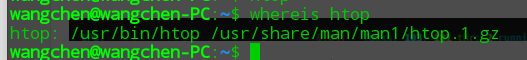 wangchen@wangchen-PC:~$ whereis htop
htop: /usr/bin/htop /usr/share/man/man1/htop.1.gz
wangchen@wangchen-PC:~$